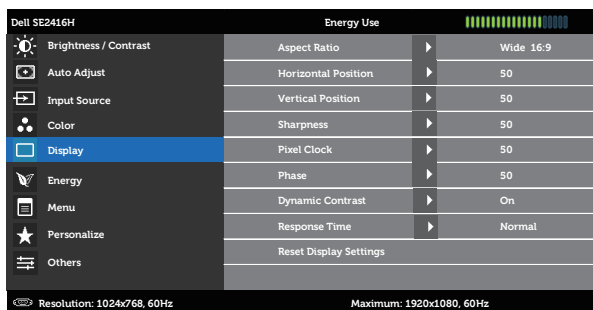 Dell SE2416H Energy Use
Brightness / Contrast
Auto Adjust
Input Source
Color
Display
Energy
Menu
Personalize
Others
Aspect Ratio Wide 16:9
Horizontal Position 50
Vertical Position 50
Sharpness 50
Pixel Clock 50
Phase 50
Dynamic Contrast On
Response Time Normal
Reset Display Settings
Resolution: 1024x768, 60Hz Maximum: 1920x1080, 60Hz